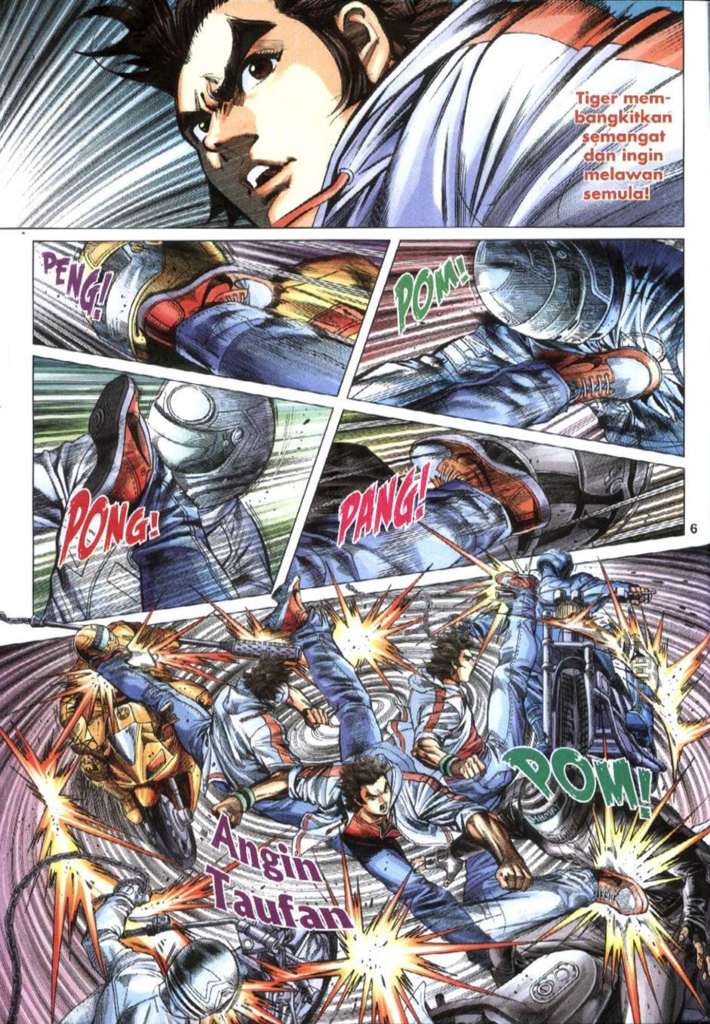 Tiger mem-
bangkitkan
semangat
dan ingin
melawan
semula!
PENG!
POM!
PONG!
PANG!
6
POM!
Angin
Taufan